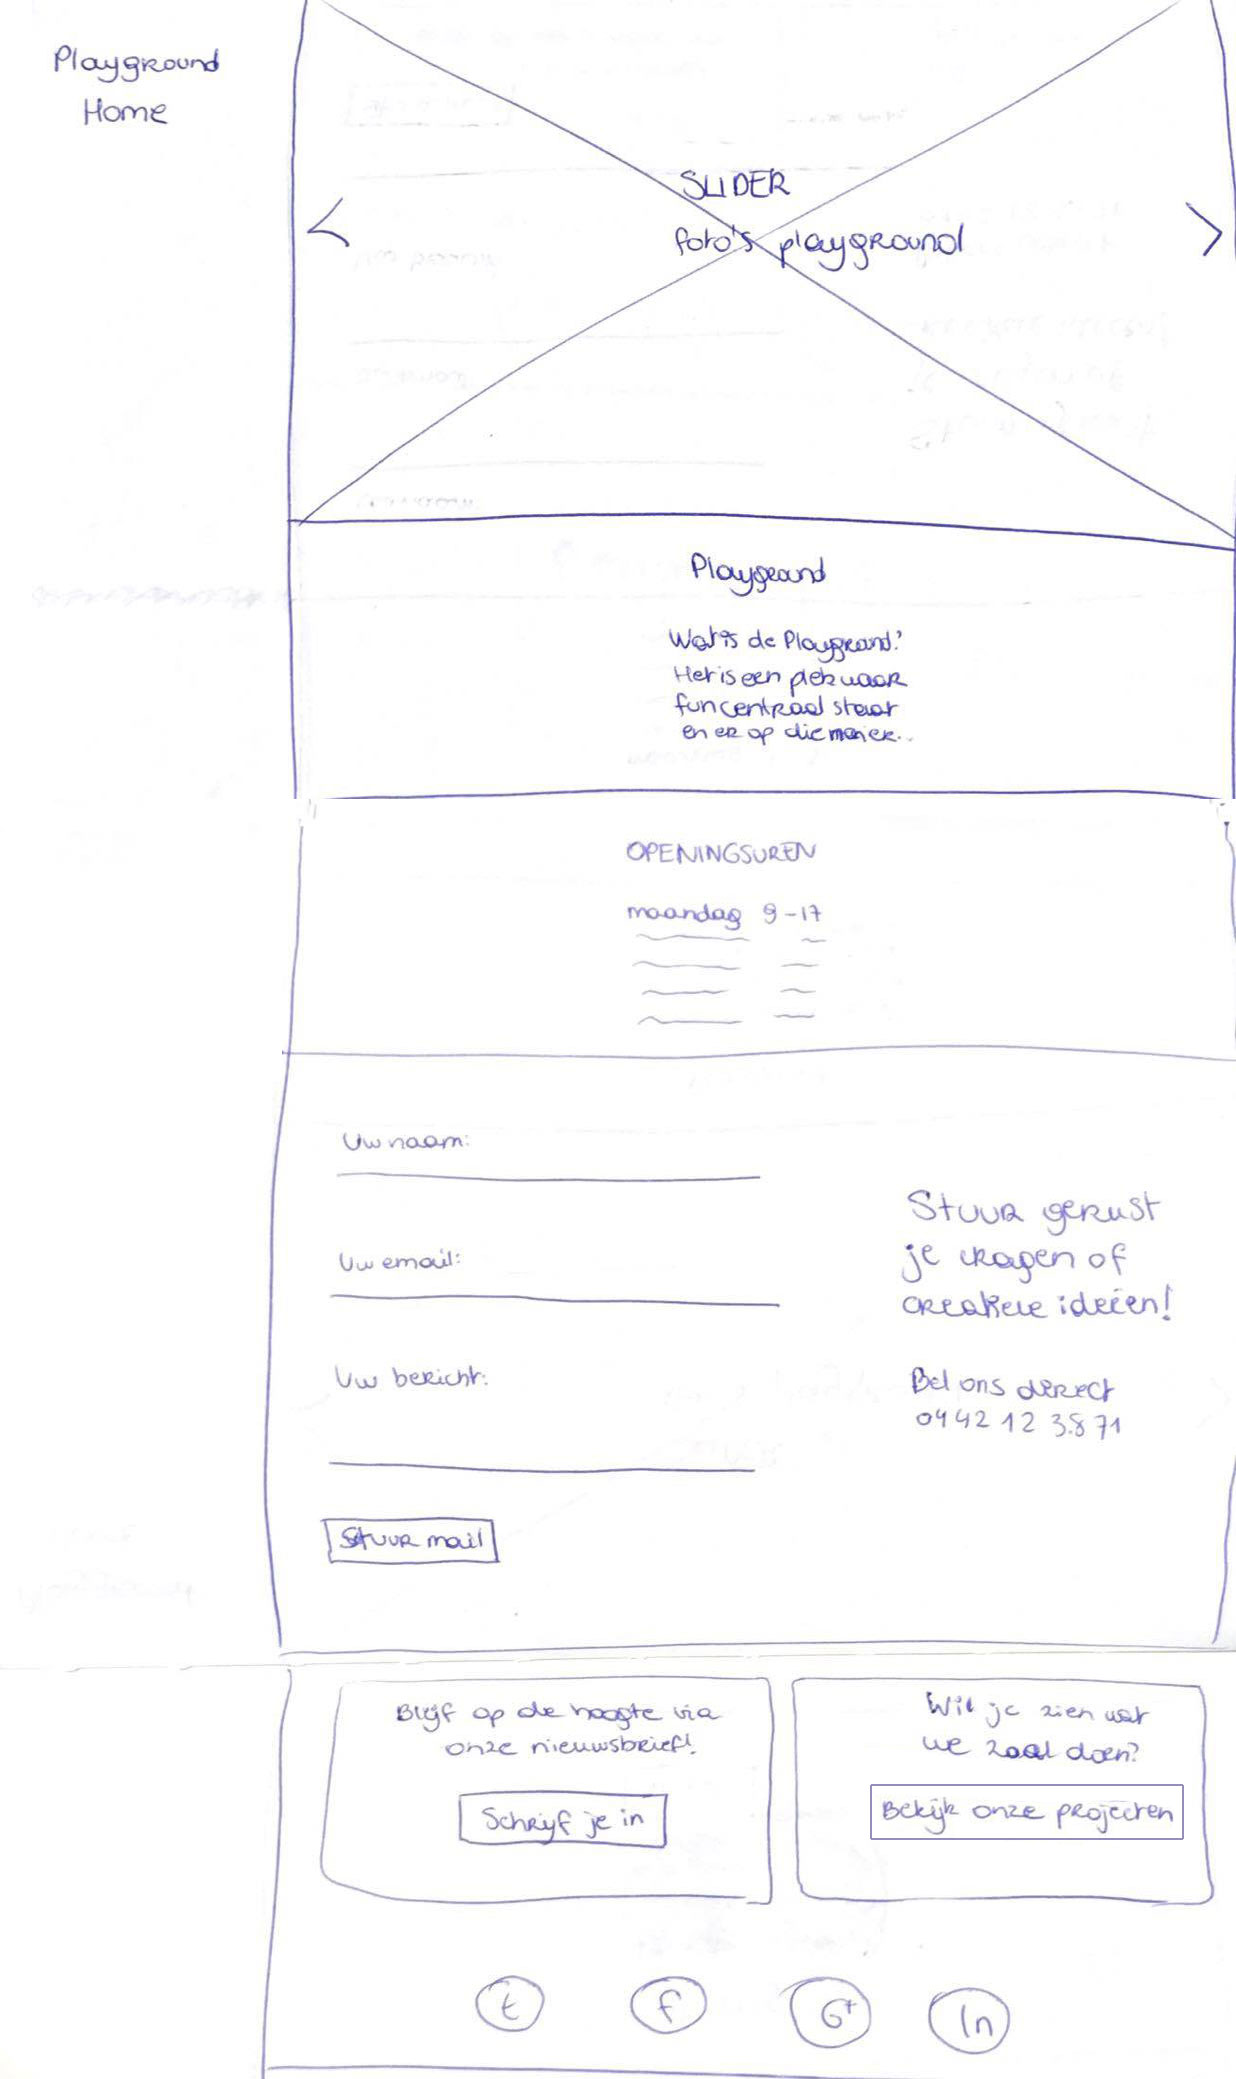 Playground
Home
SLIDER
foto's playground
Playgrand
Wat is de Playgrand?
Het is een plek waar
fun centraal staat
en er op die manier..
OPENINGSUREN
maandag 9-17
Uw naam:
Uw email:
Uw bericht:
Stuur mail
Stuur gerust
je vragen of
creatieve ideeën!
Bel ons direct
0442 12 38 71
Blijf op de hoogte via
onze nieuwsbrief!
Schrijf je in
Wil je zien wat
we zoal doen?
Bekijk onze projecten
t
f
G+
In